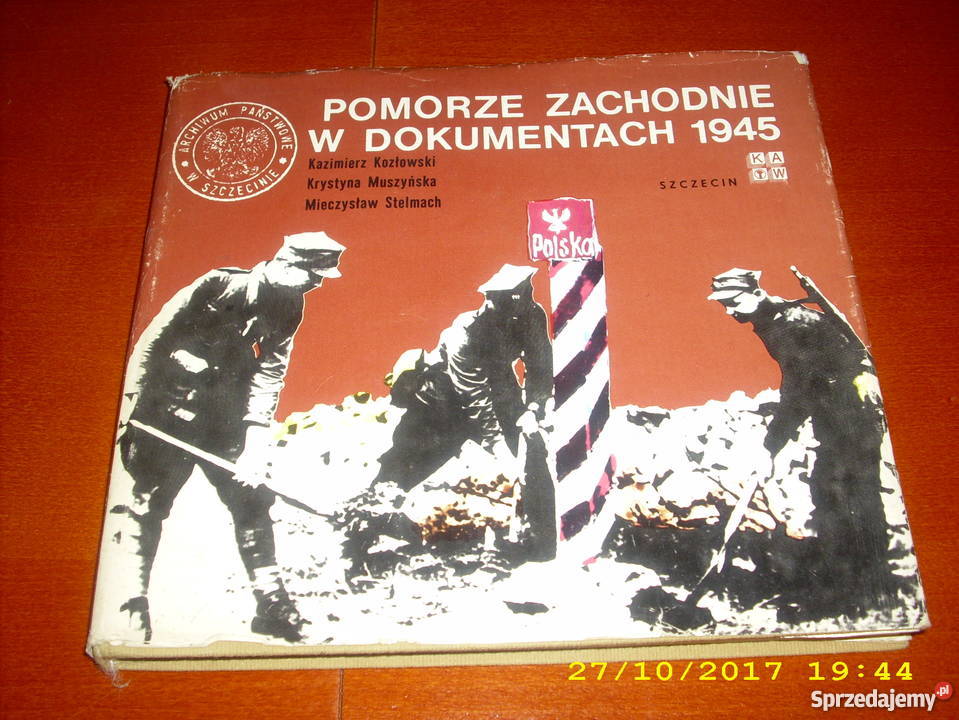 ARCHIWUM PAŃSTWOWE
W SZCZECINIE
POMORZE ZACHODNIE
W DOKUMENTACH 1945
Kazimierz Kozłowski
Krystyna Muszyńska
Mieczysław Stelmach
SZCZECIN
KA
W
Polska
27/10/2017 19:44
Sprzedajemy.pl